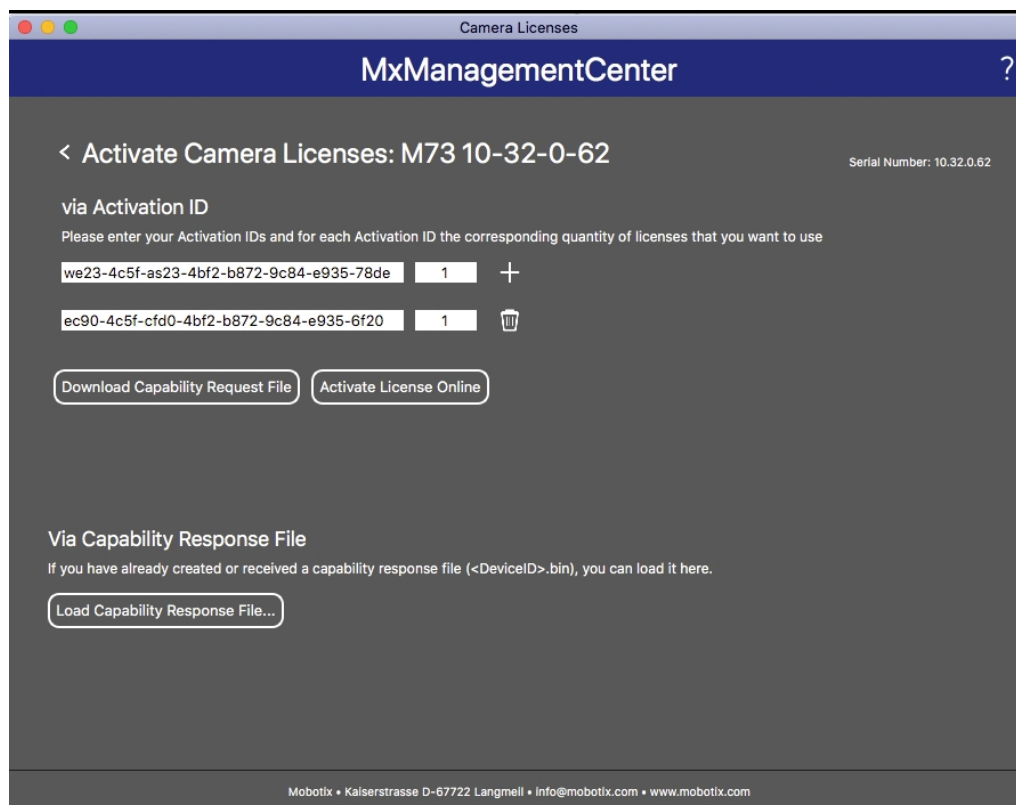 Camera Licenses
MxManagementCenter ?
< Activate Camera Licenses: M73 10-32-0-62
Serial Number: 10.32.0.62
via Activation ID
Please enter your Activation IDs and for each Activation ID the corresponding quantity of licenses that you want to use
we23-4c5f-as23-4bf2-b872-9c84-e935-78de 1 +
ec90-4c5f-cfd0-4bf2-b872-9c84-e935-6f20 1
Download Capability Request File Activate License Online
Via Capability Response File
If you have already created or received a capability response file (<DeviceID>.bin), you can load it here.
Load Capability Response File...
Mobotix • Kaiserstrasse D-67722 Langmeil • info@mobotix.com • www.mobotix.com